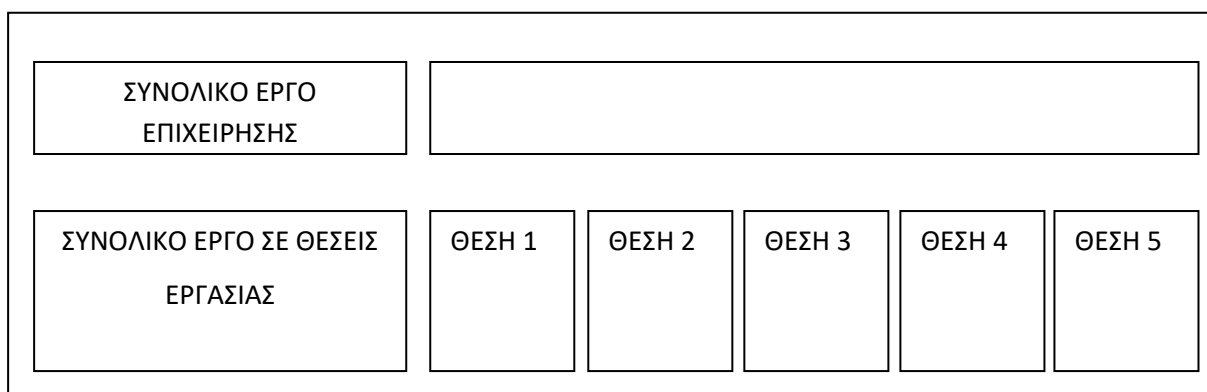 ΣΥΝΟΛΙΚΟ ΕΡΓΟ
ΕΠΙΧΕΙΡΗΣΗΣ
ΣΥΝΟΛΙΚΟ ΕΡΓΟ ΣΕ ΘΕΣΕΙΣ
ΕΡΓΑΣΙΑΣ
ΘΕΣΗ 1
ΘΕΣΗ 2
ΘΕΣΗ 3
ΘΕΣΗ 4
ΘΕΣΗ 5